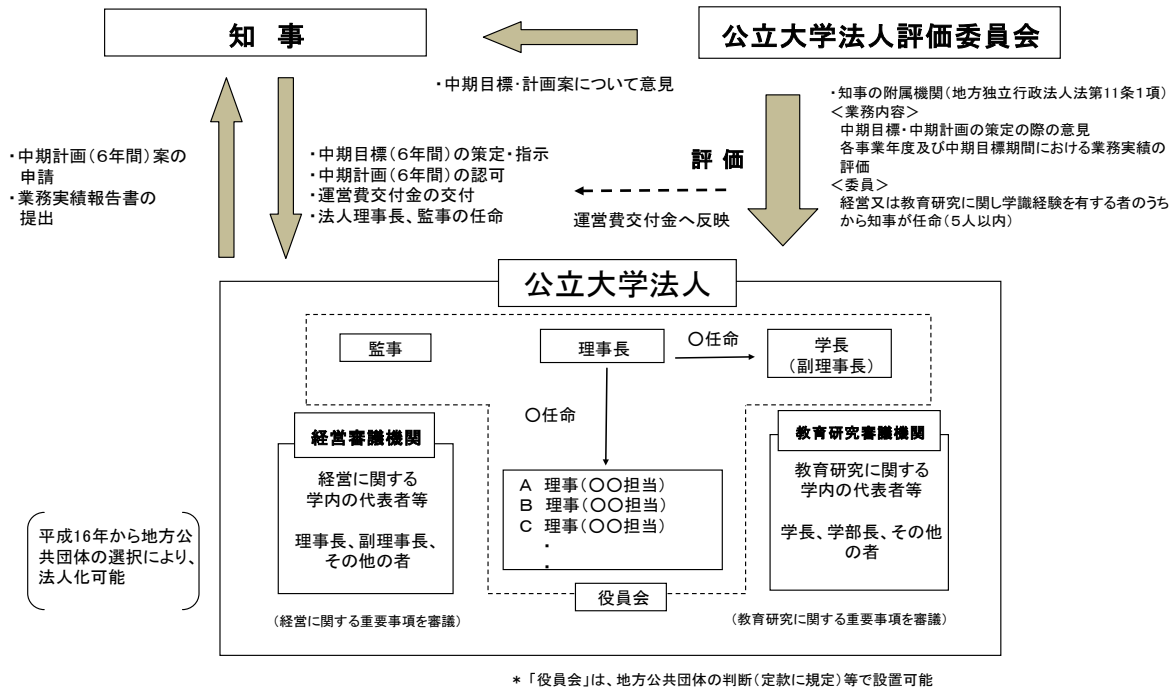 知 事
公立大学法人評価委員会
・中期目標・計画案について意見
・知事の附属機関（地方独立行政法人法第11条１項）
＜業務内容＞
中期目標・中期計画の策定の際の意見
各事業年度及び中期目標期間における業務実績の
評価
＜委員＞
経営又は教育研究に関し学識経験を有する者のうち
から知事が任命（５人以内）
・中期計画（６年間）案の
申請
・業務実績報告書の
提出
・中期目標（６年間）の策定・指示
・中期計画（６年間）の認可
・運営費交付金の交付
・法人理事長、監事の任命
評 価
運営費交付金へ反映
公立大学法人
監事
理事長
〇任命
学長
（副理事長）
〇任命
経営審議機関
経営に関する
学内の代表者等
理事長、副理事長、
その他の者
（経営に関する重要事項を審議）
Ａ 理事（〇〇担当）
Ｂ 理事（〇〇担当）
Ｃ 理事（〇〇担当）
・
・
役員会
教育研究審議機関
教育研究に関する
学内の代表者等
学長、学部長、その他
の者
（教育研究に関する重要事項を審議）
平成16年から地方公
共団体の選択により、
法人化可能
＊ 「役員会」は、地方公共団体の判断（定款に規定）等で設置可能